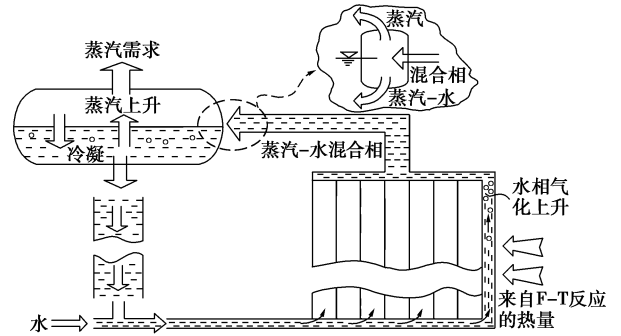 蒸汽
蒸汽需求
混合相
蒸汽-水
蒸汽上升
冷凝
蒸汽-水混合相
水相气
化上升
来自F-T反应
的热量
水